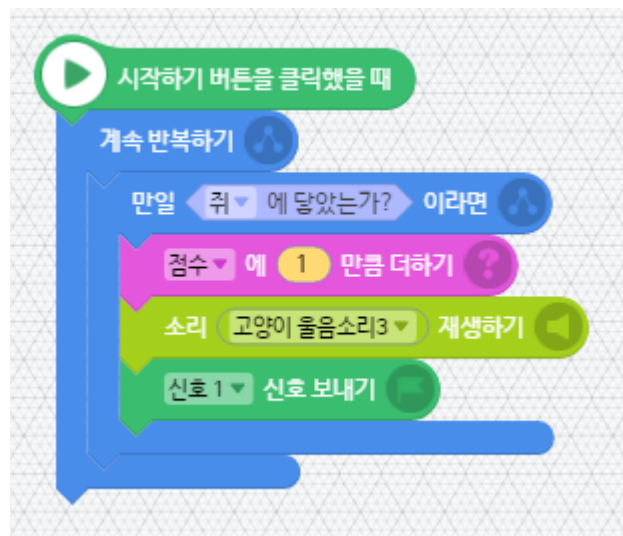 시작하기 버튼을 클릭했을 때
계속 반복하기
만일 쥐 에 닿았는가? 이라면
점수 에 1 만큼 더하기 ?
소리 고양이 울음소리3 재생하기
신호 1 신호 보내기